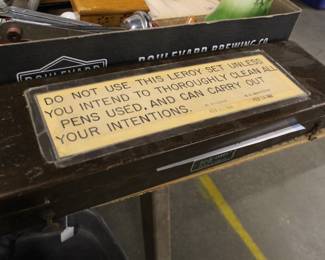 BOULEVARD BREWING CO.
BOULEVARD
DO NOT USE THIS LEROY SET UNLESS
YOU INTEND TO THOROUGHLY CLEAN ALL
PENS USED, AND CAN CARRY OUT
YOUR INTENTIONS.